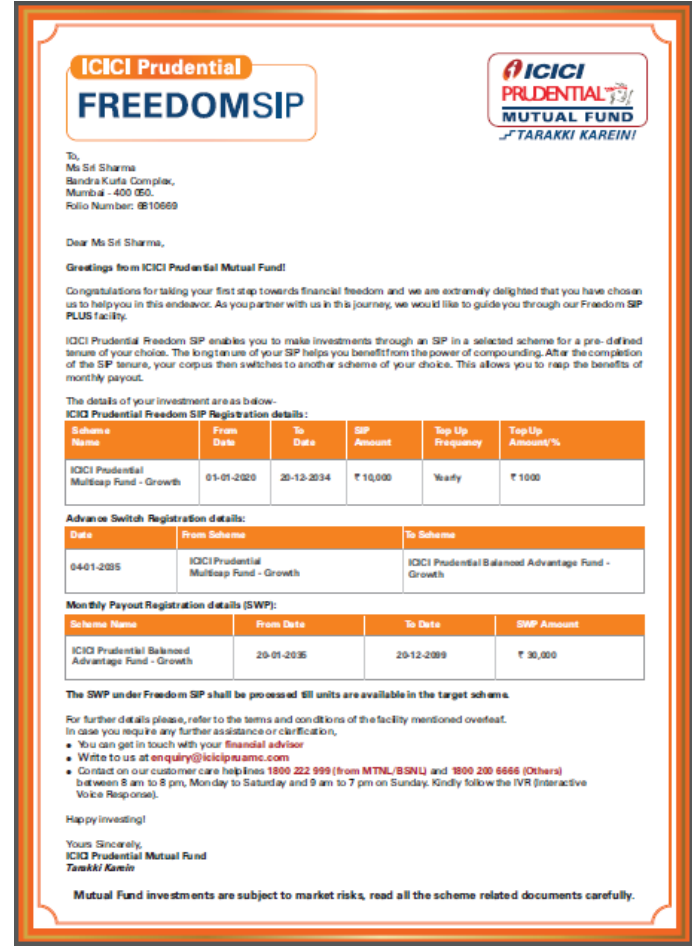 ICICI Prudential
FREEDOMSIP
ICICI
PRUDENTIAL
MUTUAL FUND
TARAKKI KAREIN!
To,
Ms Sri Sharma
Bandra Kurla Complex,
Mumbai - 400 050.
Folio Number: 6810669
Dear Ms Sri Sharma,
Greetings from ICICI Prudential Mutual Fund!
Congratulations for taking your first step towards financial freedom and we are extremely delighted that you have chosen
us to help you in this endeavor. As you partner with us in this journey, we would like to guide you through our Freedom SIP
PLUS facility.
ICICI Prudential Freedom SIP enables you to make investments through an SIP in a selected scheme for a pre- defined
tenure of your choice. The long tenure of your SIP helps you benefit from the power of compounding. After the completion
of the SIP tenure, your corpus then switches to another scheme of your choice. This allows you to reap the benefits of
monthly payout.
The details of your investment are as below-
ICICI Prudential Freedom SIP Registration details:
Scheme Name From Date To Date SIP Amount Top Up Frequency Top Up Amount/%
ICICI Prudential
Multicap Fund - Growth 01-01-2020 20-12-2034 ₹ 10,000 Yearly ₹ 1000
Advance Switch Registration details:
Date From Scheme To Scheme
04-01-2035 ICICI Prudential Multicap Fund - Growth ICICI Prudential Balanced Advantage Fund - Growth
Monthly Payout Registration details (SWP):
Scheme Name From Date To Date SWP Amount
ICICI Prudential Balanced
Advantage Fund - Growth 20-01-2035 20-12-2099 ₹ 30,000
The SWP under Freedom SIP shall be processed till units are available in the target scheme.
For further details please, refer to the terms and conditions of the facility mentioned overleaf.
In case you require any further assistance or clarification,
• You can get in touch with your financial advisor
• Write to us at enquiry@icicipruamc.com
• Contact on our customer care helplines 1800 222 999 (from MTNL/BSNL) and 1800 200 6666 (Others)
between 8 am to 8 pm, Monday to Saturday and 9 am to 7 pm on Sunday. Kindly follow the IVR (Interactive
Voice Response).
Happy investing!
Yours Sincerely,
ICICI Prudential Mutual Fund
Tarakki Karein
Mutual Fund investments are subject to market risks, read all the scheme related documents carefully.